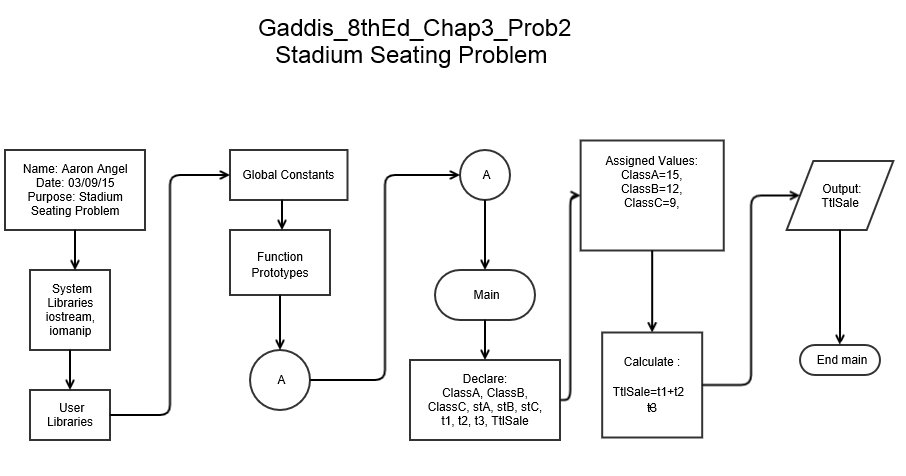 Gaddis_8thEd_Chap3_Prob2
Stadium Seating Problem
Name: Aaron Angel
Date: 03/09/15
Purpose: Stadium
Seating Problem
System
Libraries
iostream,
iomanip
User
Libraries
Global Constants
Function
Prototypes
A
A
Main
Declare:
ClassA, ClassB,
ClassC, stA, stB, stC,
t1, t2, t3, TtlSale
Assigned Values:
ClassA=15,
ClassB=12,
ClassC=9,
Calculate :
TtlSale=t1+t2
Output:
TtlSale
End main